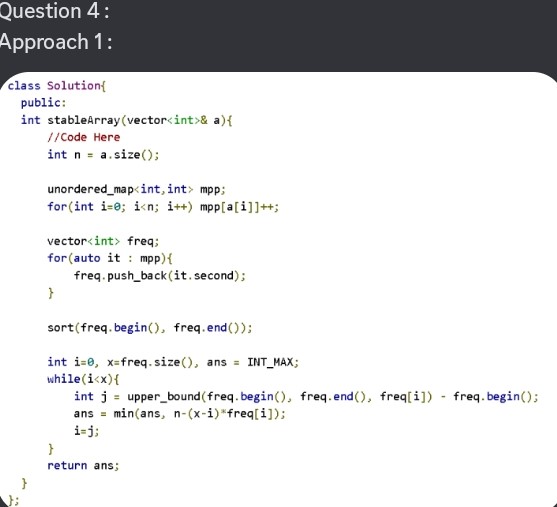 Question 4 :
Approach 1 :
class Solution{
public:
int stableArray(vector<int>& a){
//Code Here
int n = a.size();
unordered_map<int,int> mpp;
for(int i=0; i<n; i++) mpp[a[i]]++;
vector<int> freq;
for(auto it : mpp){
freq.push_back(it.second);
}
sort(freq.begin(), freq.end());
int i=0, x=freq.size(), ans = INT_MAX;
while(i<x){
int j = upper_bound(freq.begin(), freq.end(), freq[i]) - freq.begin();
ans = min(ans, n-(x-i)*freq[i]);
i=j;
}
return ans;
}
};